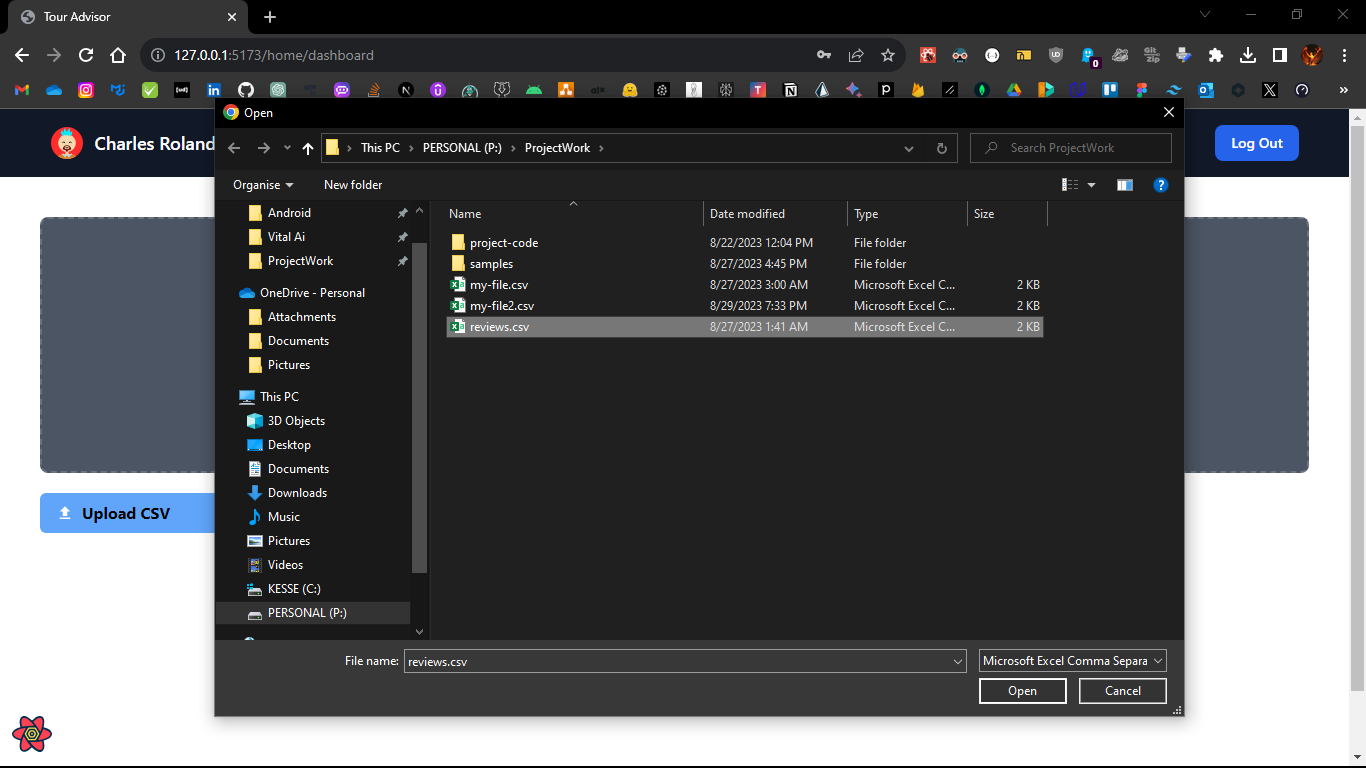 Tour Advisor
127.0.0.1:5173/home/dashboard
Open
Charles Roland
Log Out
This PC
PERSONAL (P:)
ProjectWork
Search ProjectWork
Organise
New folder
Name
Date modified
Type
Size
Android
Vital Ai
ProjectWork
OneDrive - Personal
Attachments
Documents
Pictures
This PC
3D Objects
Desktop
Documents
Downloads
Music
Pictures
Videos
KESSE (C:)
PERSONAL (P:)
project-code 8/22/2023 12:04 PM File folder
samples 8/27/2023 4:45 PM File folder
my-file.csv 8/27/2023 3:00 AM Microsoft Excel C... 2 KB
my-file2.csv 8/29/2023 7:33 PM Microsoft Excel C... 2 KB
reviews.csv 8/27/2023 1:41 AM Microsoft Excel C... 2 KB
Upload CSV
File name: reviews.csv
Microsoft Excel Comma Separa
Open
Cancel